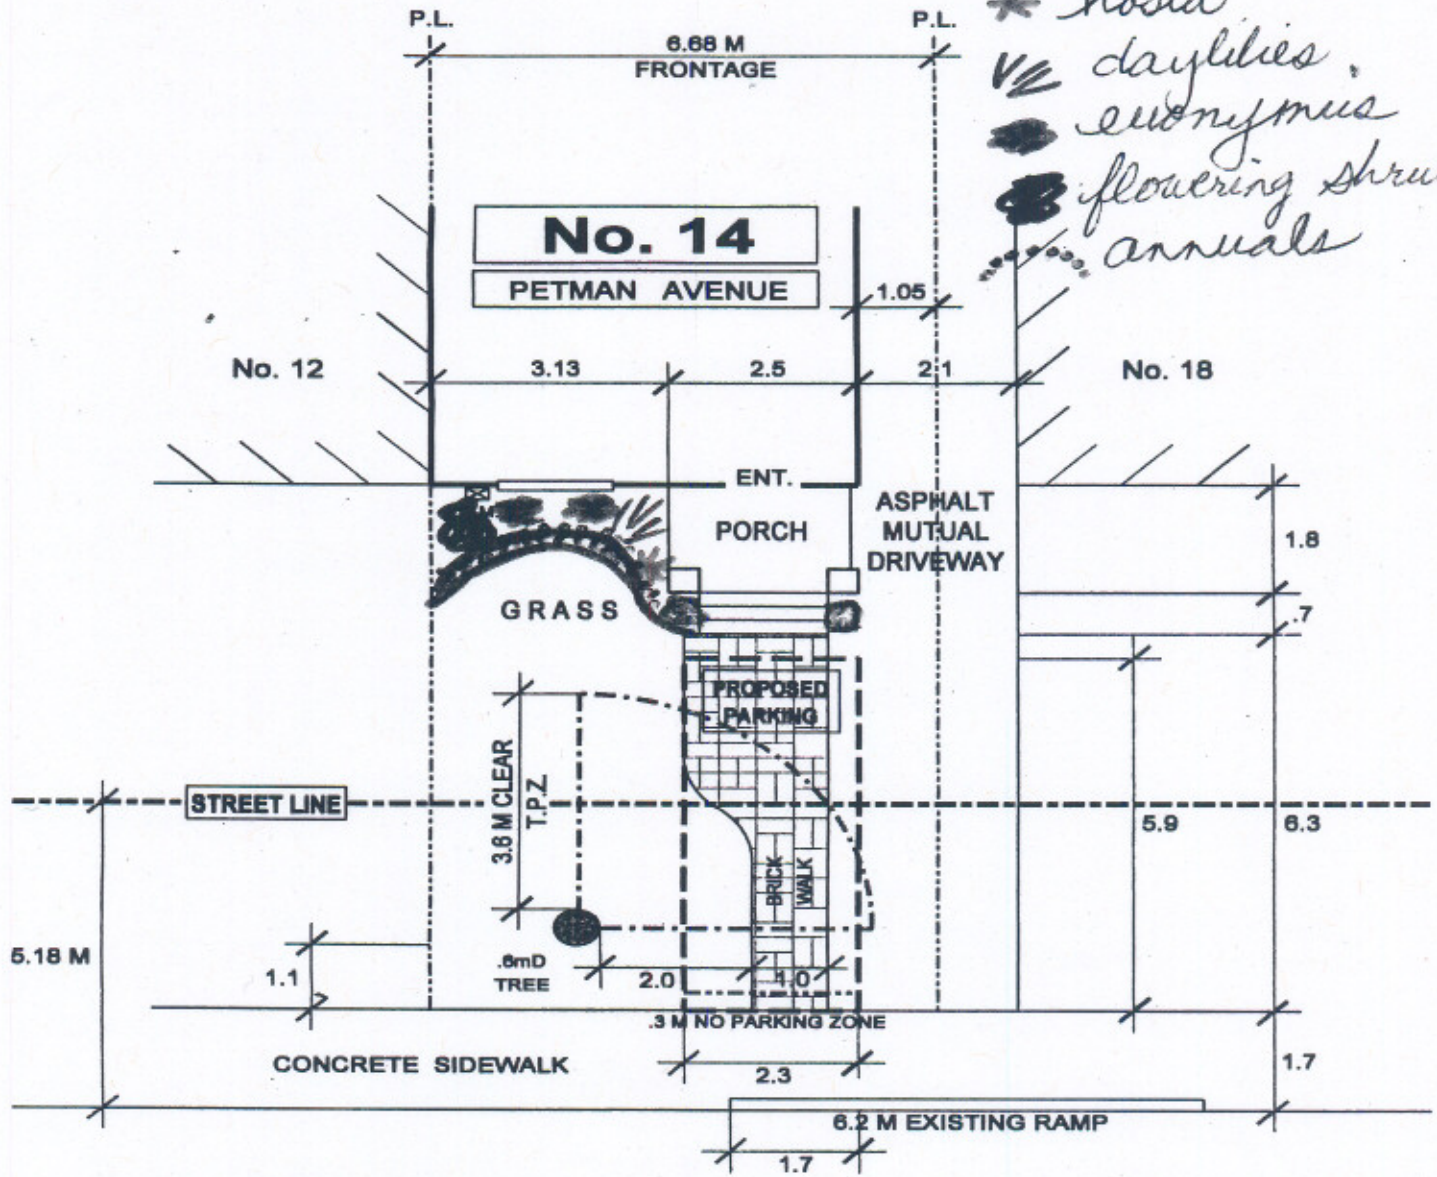 P.L.
P.L.
6.68 M
FRONTAGE
hosta
daylilies
euonymus
flowering shru
annuals
No. 14
PETMAN AVENUE
1.05
No. 12
3.13
2.5
2.1
No. 18
ENT.
PORCH
ASPHALT
MUTUAL
DRIVEWAY
1.8
.7
GRASS
PROPOSED
PARKING
3.6 M CLEAR
T.P.Z.
STREET LINE
5.9
6.3
BRICK
WALK
5.18 M
1.1
.6mD
TREE
2.0
1.0
.3 M NO PARKING ZONE
CONCRETE SIDEWALK
2.3
1.7
6.2 M EXISTING RAMP
1.7